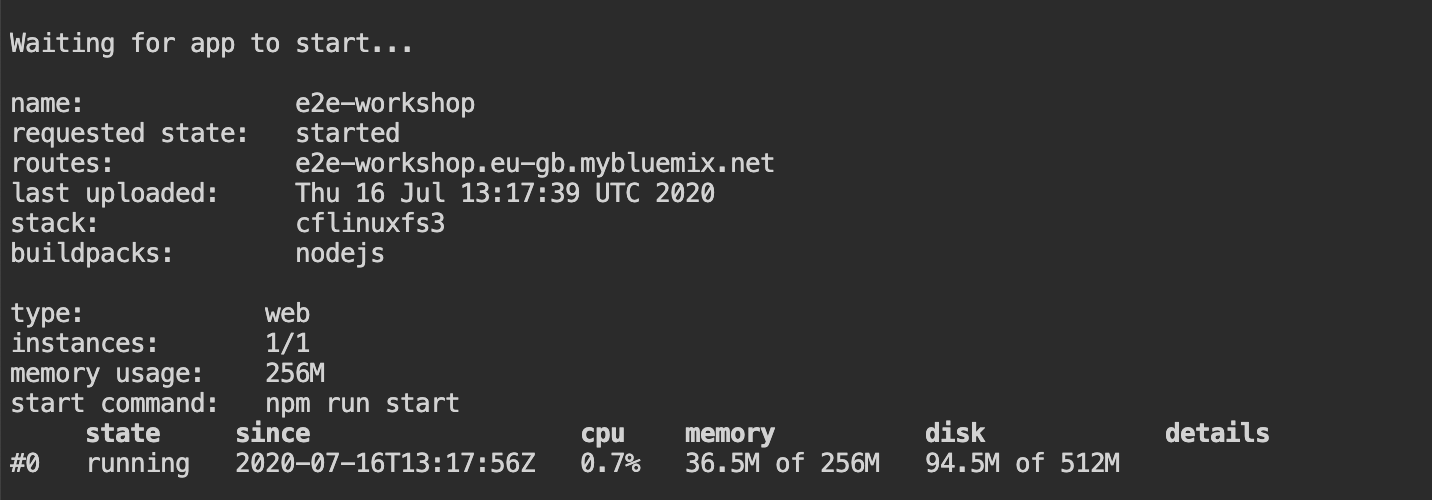 Waiting for app to start...
name: e2e-workshop
requested state: started
routes: e2e-workshop.eu-gb.mybluemix.net
last uploaded: Thu 16 Jul 13:17:39 UTC 2020
stack: cflinuxfs3
buildpacks: nodejs
type: web
instances: 1/1
memory usage: 256M
start command: npm run start
state since cpu memory disk details
#0 running 2020-07-16T13:17:56Z 0.7% 36.5M of 256M 94.5M of 512M